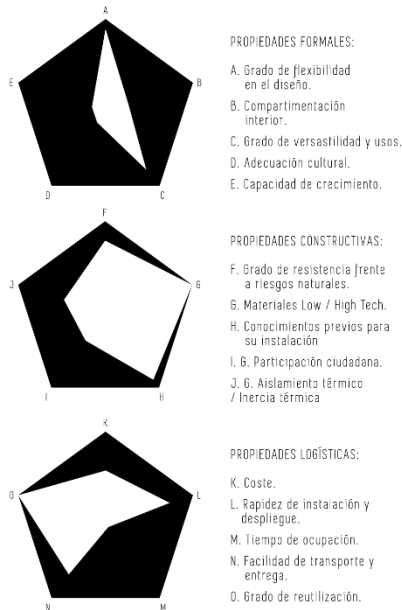 A
E
B
D
C
PROPIEDADES FORMALES:
A. Grado de flexibilidad
en el diseño.
B. Compartimentación
interior.
C. Grado de versastilidad y usos.
D. Adecuación cultural.
E. Capacidad de crecimiento.
F
J
G
I
H
PROPIEDADES CONSTRUCTIVAS:
F. Grado de resistencia frente
a riesgos naturales.
G. Materiales Low / High Tech.
H. Conocimientos previos para
su instalación
I. G. Participación ciudadana.
J. G. Aislamiento térmico
/ Inercia térmica
K
O
L
N
M
PROPIEDADES LOGÍSTICAS:
K. Coste.
L. Rapidez de instalación y
despliegue.
M. Tiempo de ocupación.
N. Facilidad de transporte y
entrega.
O. Grado de reutilización.